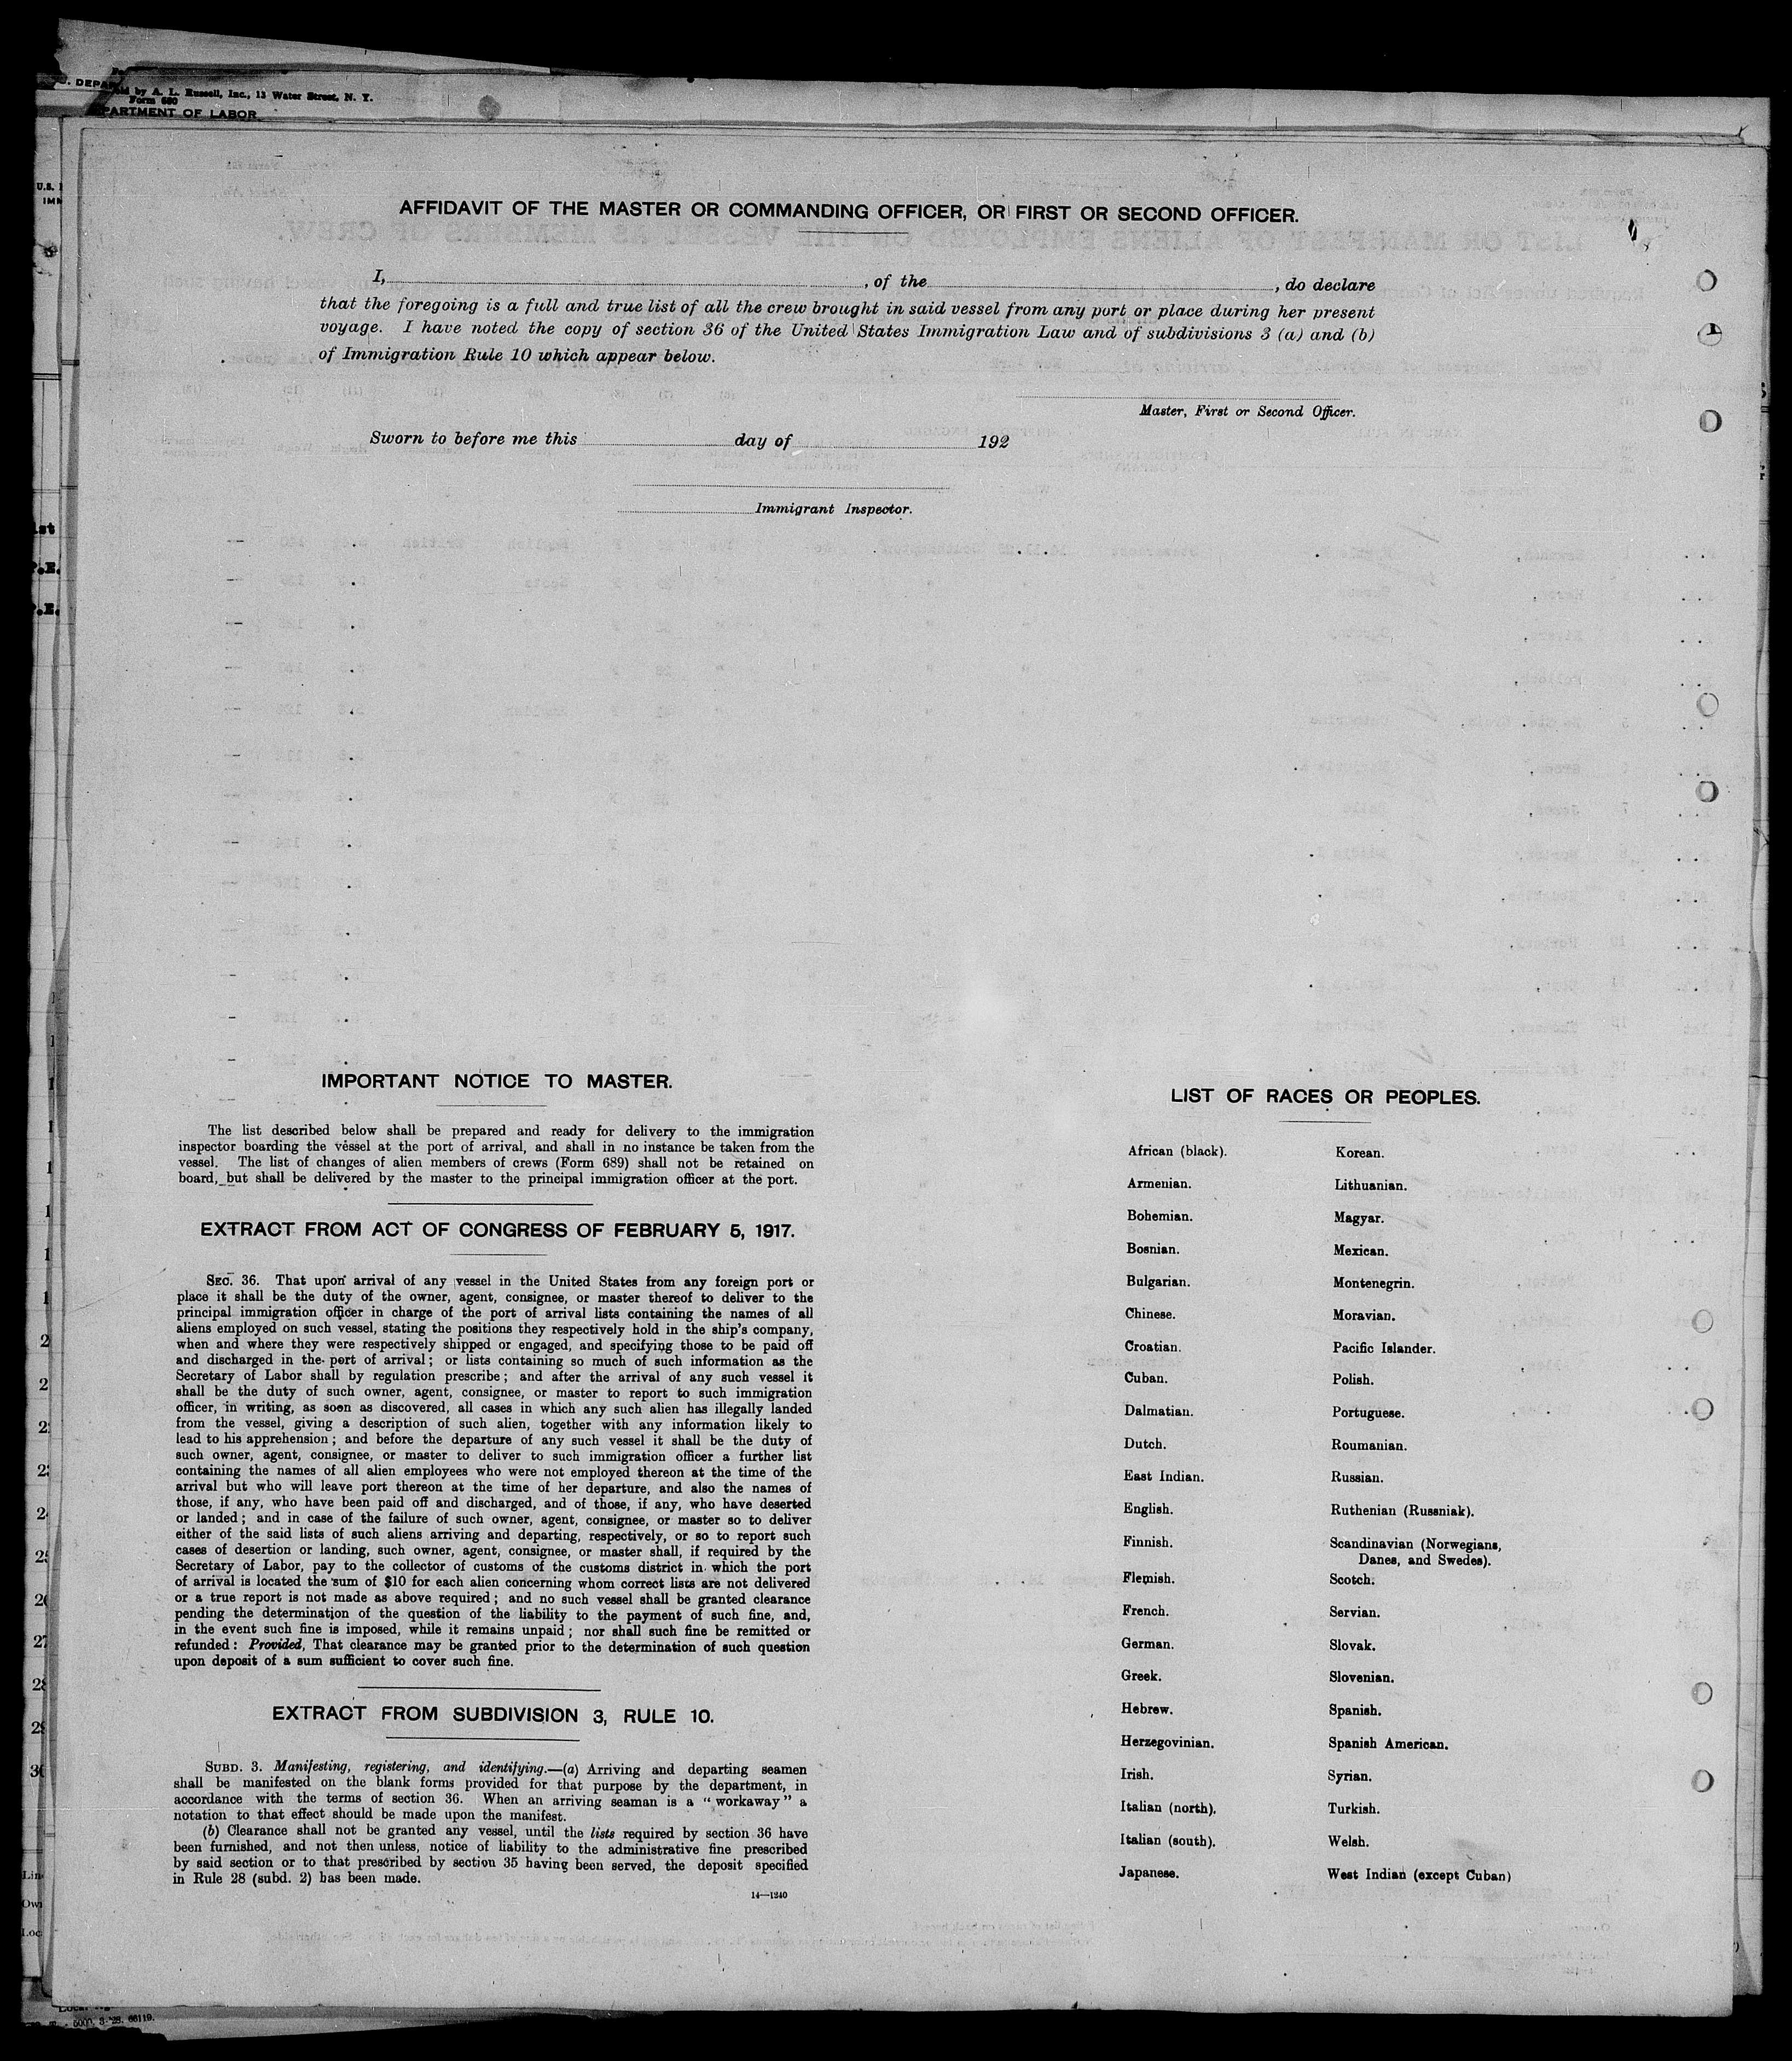 by A. L. Russell, Inc., 13 Water Street, N. Y.
Form 680
DEPARTMENT OF LABOR
AFFIDAVIT OF THE MASTER OR COMMANDING OFFICER, OR FIRST OR SECOND OFFICER.
I, , of the , do declare
that the foregoing is a full and true list of all the crew brought in said vessel from any port or place during her present
voyage. I have noted the copy of section 36 of the United States Immigration Law and of subdivisions 3 (a) and (b)
of Immigration Rule 10 which appear below.
Master, First or Second Officer.
Sworn to before me this day of 192
Immigrant Inspector.
IMPORTANT NOTICE TO MASTER.
The list described below shall be prepared and ready for delivery to the immigration
inspector boarding the vessel at the port of arrival, and shall in no instance be taken from the
vessel. The list of changes of alien members of crews (Form 689) shall not be retained on
board, but shall be delivered by the master to the principal immigration officer at the port.
EXTRACT FROM ACT OF CONGRESS OF FEBRUARY 5, 1917.
SEC. 36. That upon arrival of any vessel in the United States from any foreign port or
place it shall be the duty of the owner, agent, consignee, or master thereof to deliver to the
principal immigration officer in charge of the port of arrival lists containing the names of all
aliens employed on such vessel, stating the positions they respectively hold in the ship's company,
when and where they were respectively shipped or engaged, and specifying those to be paid off
and discharged in the port of arrival; or lists containing so much of such information as the
Secretary of Labor shall by regulation prescribe; and after the arrival of any such vessel it
shall be the duty of such owner, agent, consignee, or master to report to such immigration
officer, in writing, as soon as discovered, all cases in which any such alien has illegally landed
from the vessel, giving a description of such alien, together with any information likely to
lead to his apprehension; and before the departure of any such vessel it shall be the duty of
such owner, agent, consignee, or master to deliver to such immigration officer a further list
containing the names of all alien employees who were not employed thereon at the time of the
arrival but who will leave port thereon at the time of her departure, and also the names of
those, if any, who have been paid off and discharged, and of those, if any, who have deserted
or landed; and in case of the failure of such owner, agent, consignee, or master so to deliver
either of the said lists of such aliens arriving and departing, respectively, or so to report such
cases of desertion or landing, such owner, agent, consignee, or master shall, if required by the
Secretary of Labor, pay to the collector of customs of the customs district in which the port
of arrival is located the sum of $10 for each alien concerning whom correct lists are not delivered
or a true report is not made as above required; and no such vessel shall be granted clearance
pending the determination of the question of the liability to the payment of such fine, and,
in the event such fine is imposed, while it remains unpaid; nor shall such fine be remitted or
refunded: Provided, That clearance may be granted prior to the determination of such question
upon deposit of a sum sufficient to cover such fine.
EXTRACT FROM SUBDIVISION 3, RULE 10.
SUBD. 3. Manifesting, registering, and identifying.—(a) Arriving and departing seamen
shall be manifested on the blank forms provided for that purpose by the department, in
accordance with the terms of section 36. When an arriving seaman is a "workaway" a
notation to that effect should be made upon the manifest.
(b) Clearance shall not be granted any vessel, until the lists required by section 36 have
been furnished, and not then unless, notice of liability to the administrative fine prescribed
by said section or to that prescribed by section 35 having been served, the deposit specified
in Rule 28 (subd. 2) has been made.
14—1240
LIST OF RACES OR PEOPLES.
African (black).
Armenian.
Bohemian.
Bosnian.
Bulgarian.
Chinese.
Croatian.
Cuban.
Dalmatian.
Dutch.
East Indian.
English.
Finnish.
Flemish.
French.
German.
Greek.
Hebrew.
Herzegovinian.
Irish.
Italian (north).
Italian (south).
Japanese.
Korean.
Lithuanian.
Magyar.
Mexican.
Montenegrin.
Moravian.
Pacific Islander.
Polish.
Portuguese.
Roumanian.
Russian.
Ruthenian (Russniak).
Scandinavian (Norwegians,
Danes, and Swedes).
Scotch.
Servian.
Slovak.
Slovenian.
Spanish.
Spanish American.
Syrian.
Turkish.
Welsh.
West Indian (except Cuban)